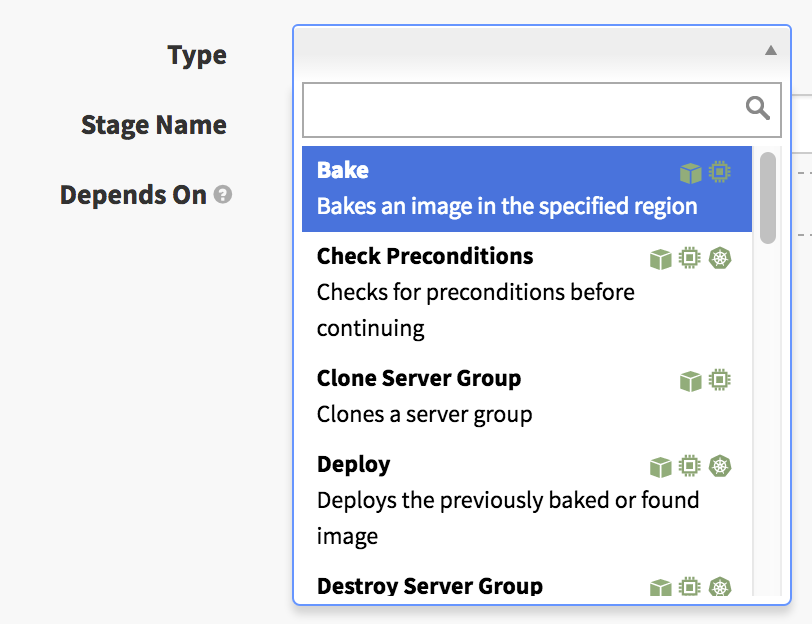 Type
Stage Name
Depends On ?
Bake
Bakes an image in the specified region
Check Preconditions
Checks for preconditions before
continuing
Clone Server Group
Clones a server group
Deploy
Deploys the previously baked or found
image
Destroy Server Group